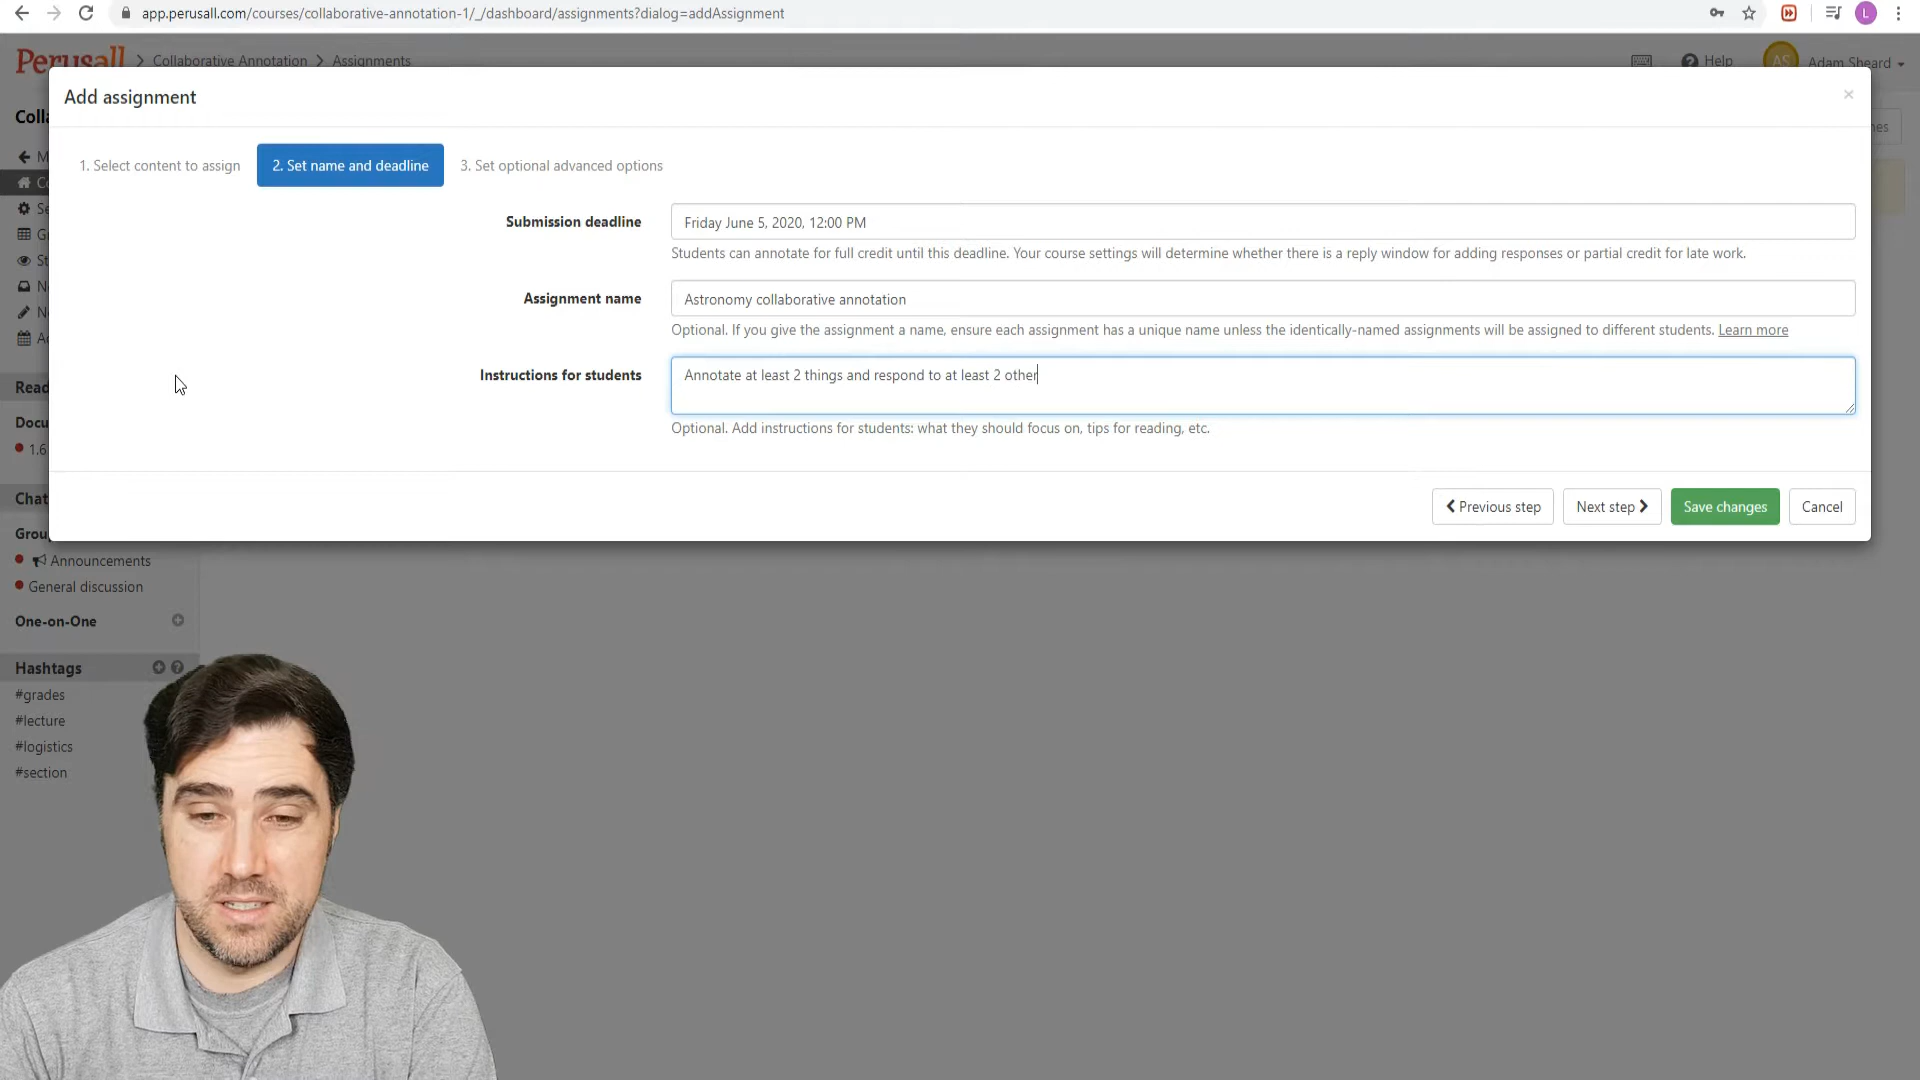 app.perusall.com/courses/collaborative-annotation-1/_/dashboard/assignments?dialog=addAssignment
L
Perusall > Collaborative Annotation > Assignments
Help
AS
Adam Sheard
Add assignment
×
1. Select content to assign
2. Set name and deadline
3. Set optional advanced options
Submission deadline
Friday June 5, 2020, 12:00 PM
Students can annotate for full credit until this deadline. Your course settings will determine whether there is a reply window for adding responses or partial credit for late work.
Assignment name
Astronomy collaborative annotation
Optional. If you give the assignment a name, ensure each assignment has a unique name unless the identically-named assignments will be assigned to different students. Learn more
Instructions for students
Annotate at least 2 things and respond to at least 2 other
Optional. Add instructions for students: what they should focus on, tips for reading, etc.
Previous step
Next step
Save changes
Cancel
Coll
Read
Docu
1.6
Chat
Grou
Announcements
General discussion
One-on-One
Hashtags
#grades
#lecture
#logistics
#section